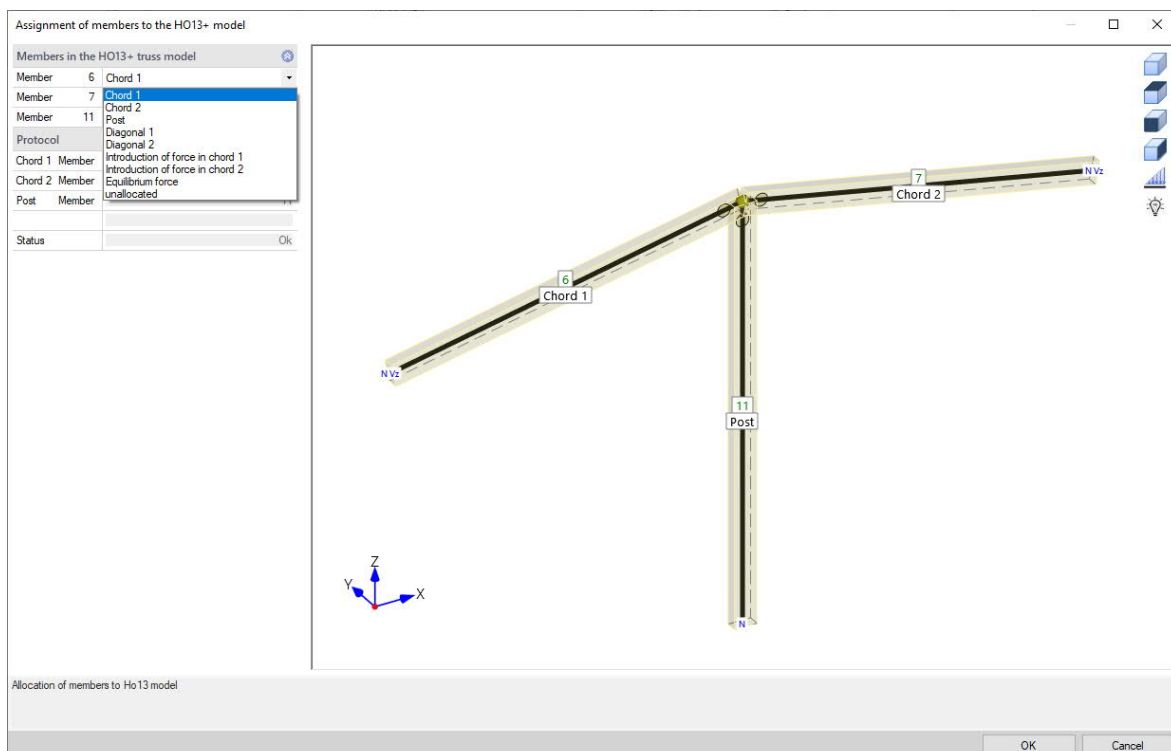 Assignment of members to the HO13+ model
Members in the HO13+ truss model
Member 6 Chord 1
Member 7
Member 11
Chord 1
Chord 2
Post
Diagonal 1
Diagonal 2
Introduction of force in chord 1
Introduction of force in chord 2
Equilibrium force
unallocated
Protocol
Chord 1 Member
Chord 2 Member
Post Member
Status Ok
7
N Vz
Chord 2
6
Chord 1
N Vz
11
Post
N
Z
Y
X
Allocation of members to Ho13 model
OK Cancel